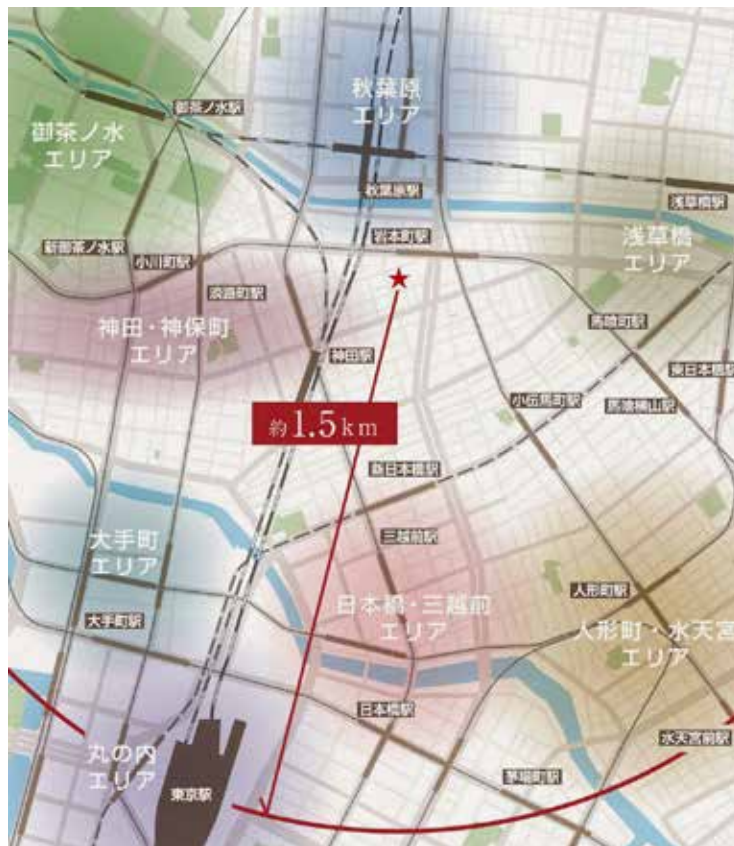 御茶ノ水駅
秋葉原
エリア
御茶ノ水
エリア
秋葉原駅
浅草橋駅
岩本町駅
浅草橋
エリア
新御茶ノ水駅
小川町駅
淡路町駅
神田・神保町
エリア
神田駅
馬喰町駅
東日本橋駅
小伝馬町駅
馬喰横山駅
約1.5km
新日本橋駅
三越前駅
大手町
エリア
大手町駅
日本橋・三越前
エリア
人形町駅
人形町・水天宮
エリア
日本橋駅
水天宮前駅
丸の内
エリア
茅場町駅
東京駅